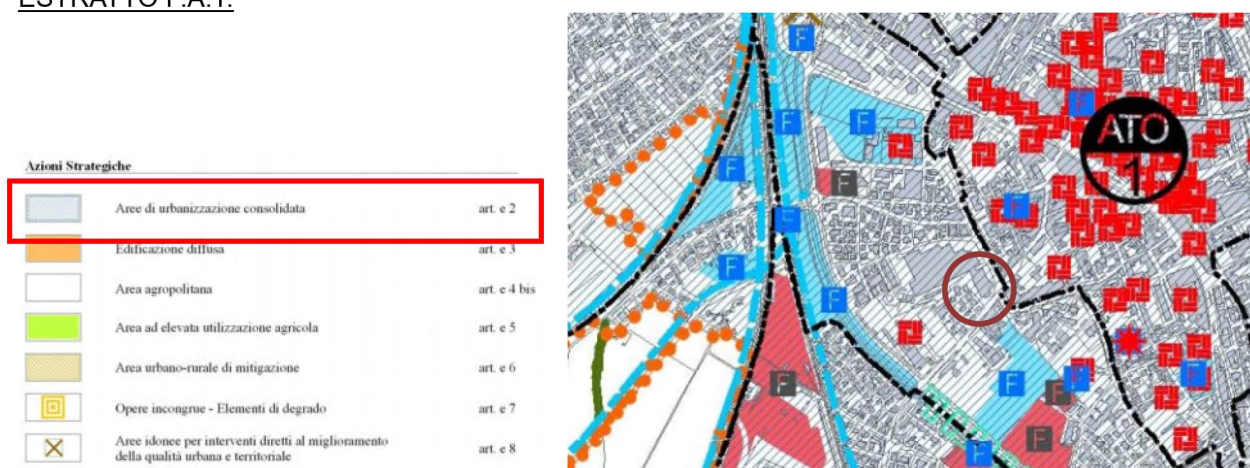 ESTRATTO P.A.T.
Azioni Strategiche
Aree di urbanizzazione consolidata art. e 2
Edificazione diffusa art. e 3
Area agropolitana art. e 4 bis
Area ad elevata utilizzazione agricola art. e 5
Area urbano-rurale di mitigazione art. e 6
Opere incongrue - Elementi di degrado art. e 7
Aree idonee per interventi diretti al miglioramento
della qualità urbana e territoriale art. e 8
F
F
F
F
F
F
F
F
ATO
1
F
F
F
F
F
F
F
F
F
F